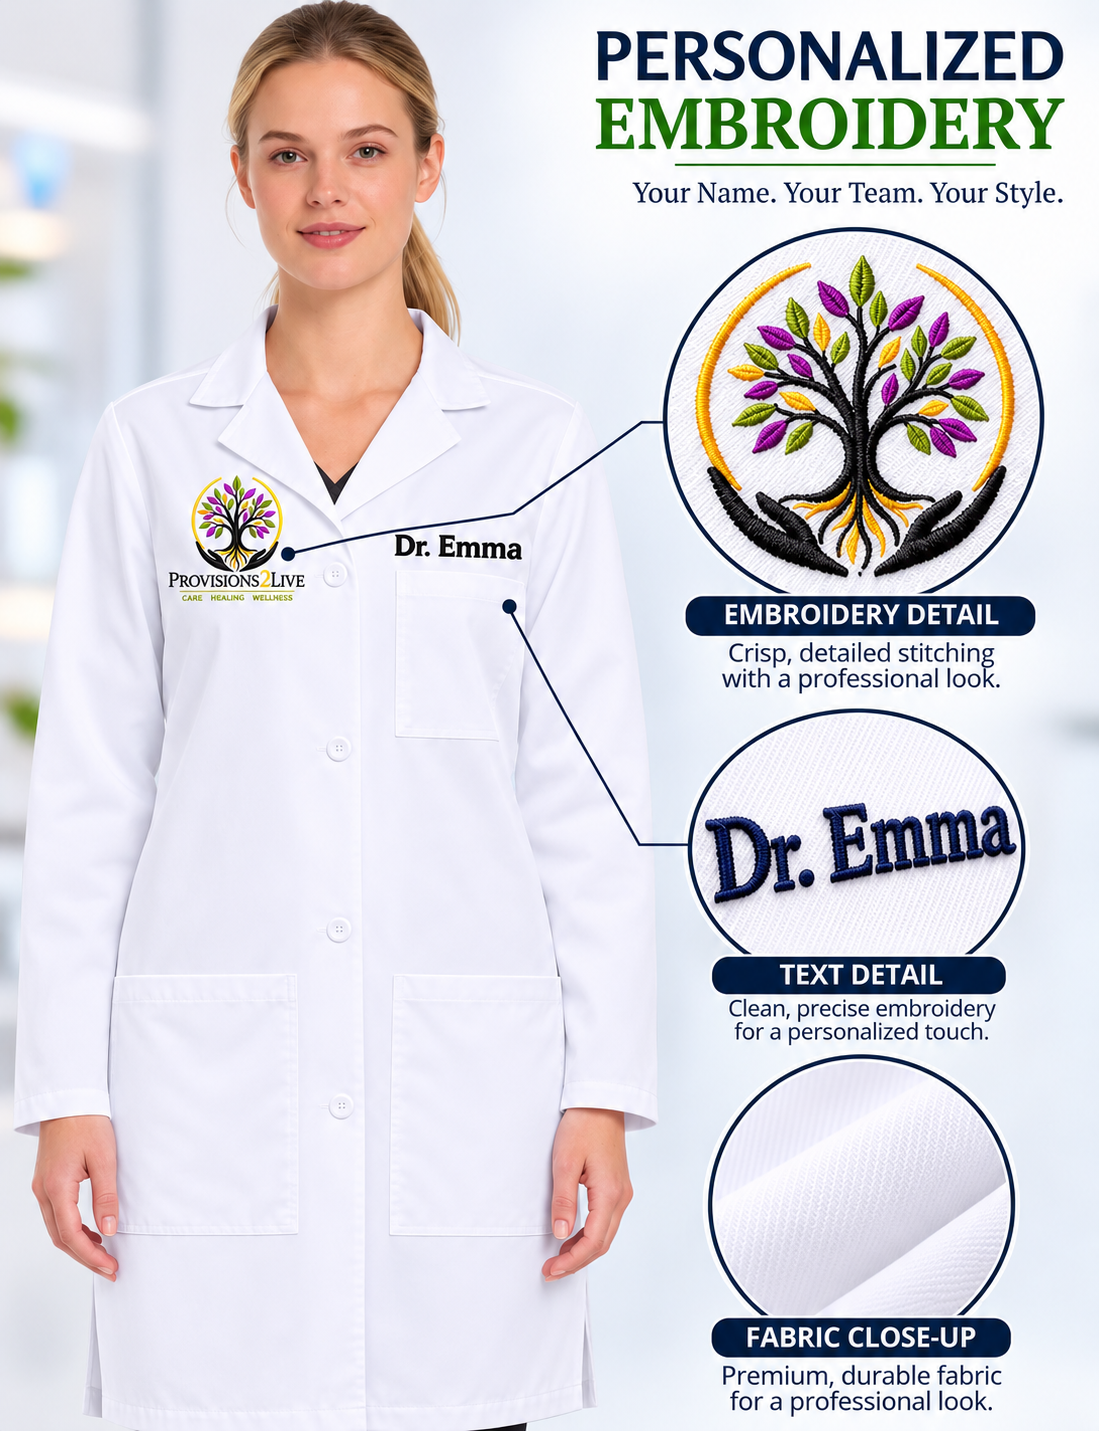 PERSONALIZED
EMBROIDERY
Your Name. Your Team. Your Style.
Dr. Emma
PROVISIONS2LIVE
CARE HEALING WELLNESS
EMBROIDERY DETAIL
Crisp, detailed stitching
with a professional look.
Dr. Emma
TEXT DETAIL
Clean, precise embroidery
for a personalized touch.
FABRIC CLOSE-UP
Premium, durable fabric
for a professional look.